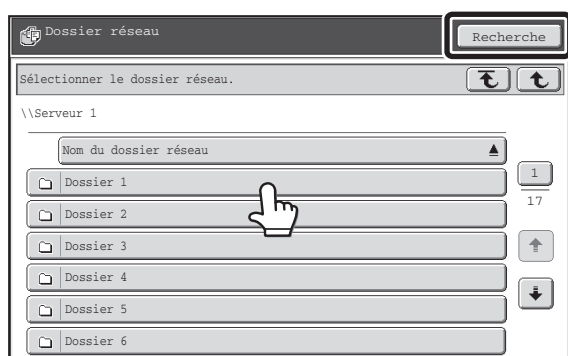 Dossier réseau
Recherche
Sélectionner le dossier réseau.
\\Serveur 1
Nom du dossier réseau
Dossier 1
Dossier 2
Dossier 3
Dossier 4
Dossier 5
Dossier 6
1
17